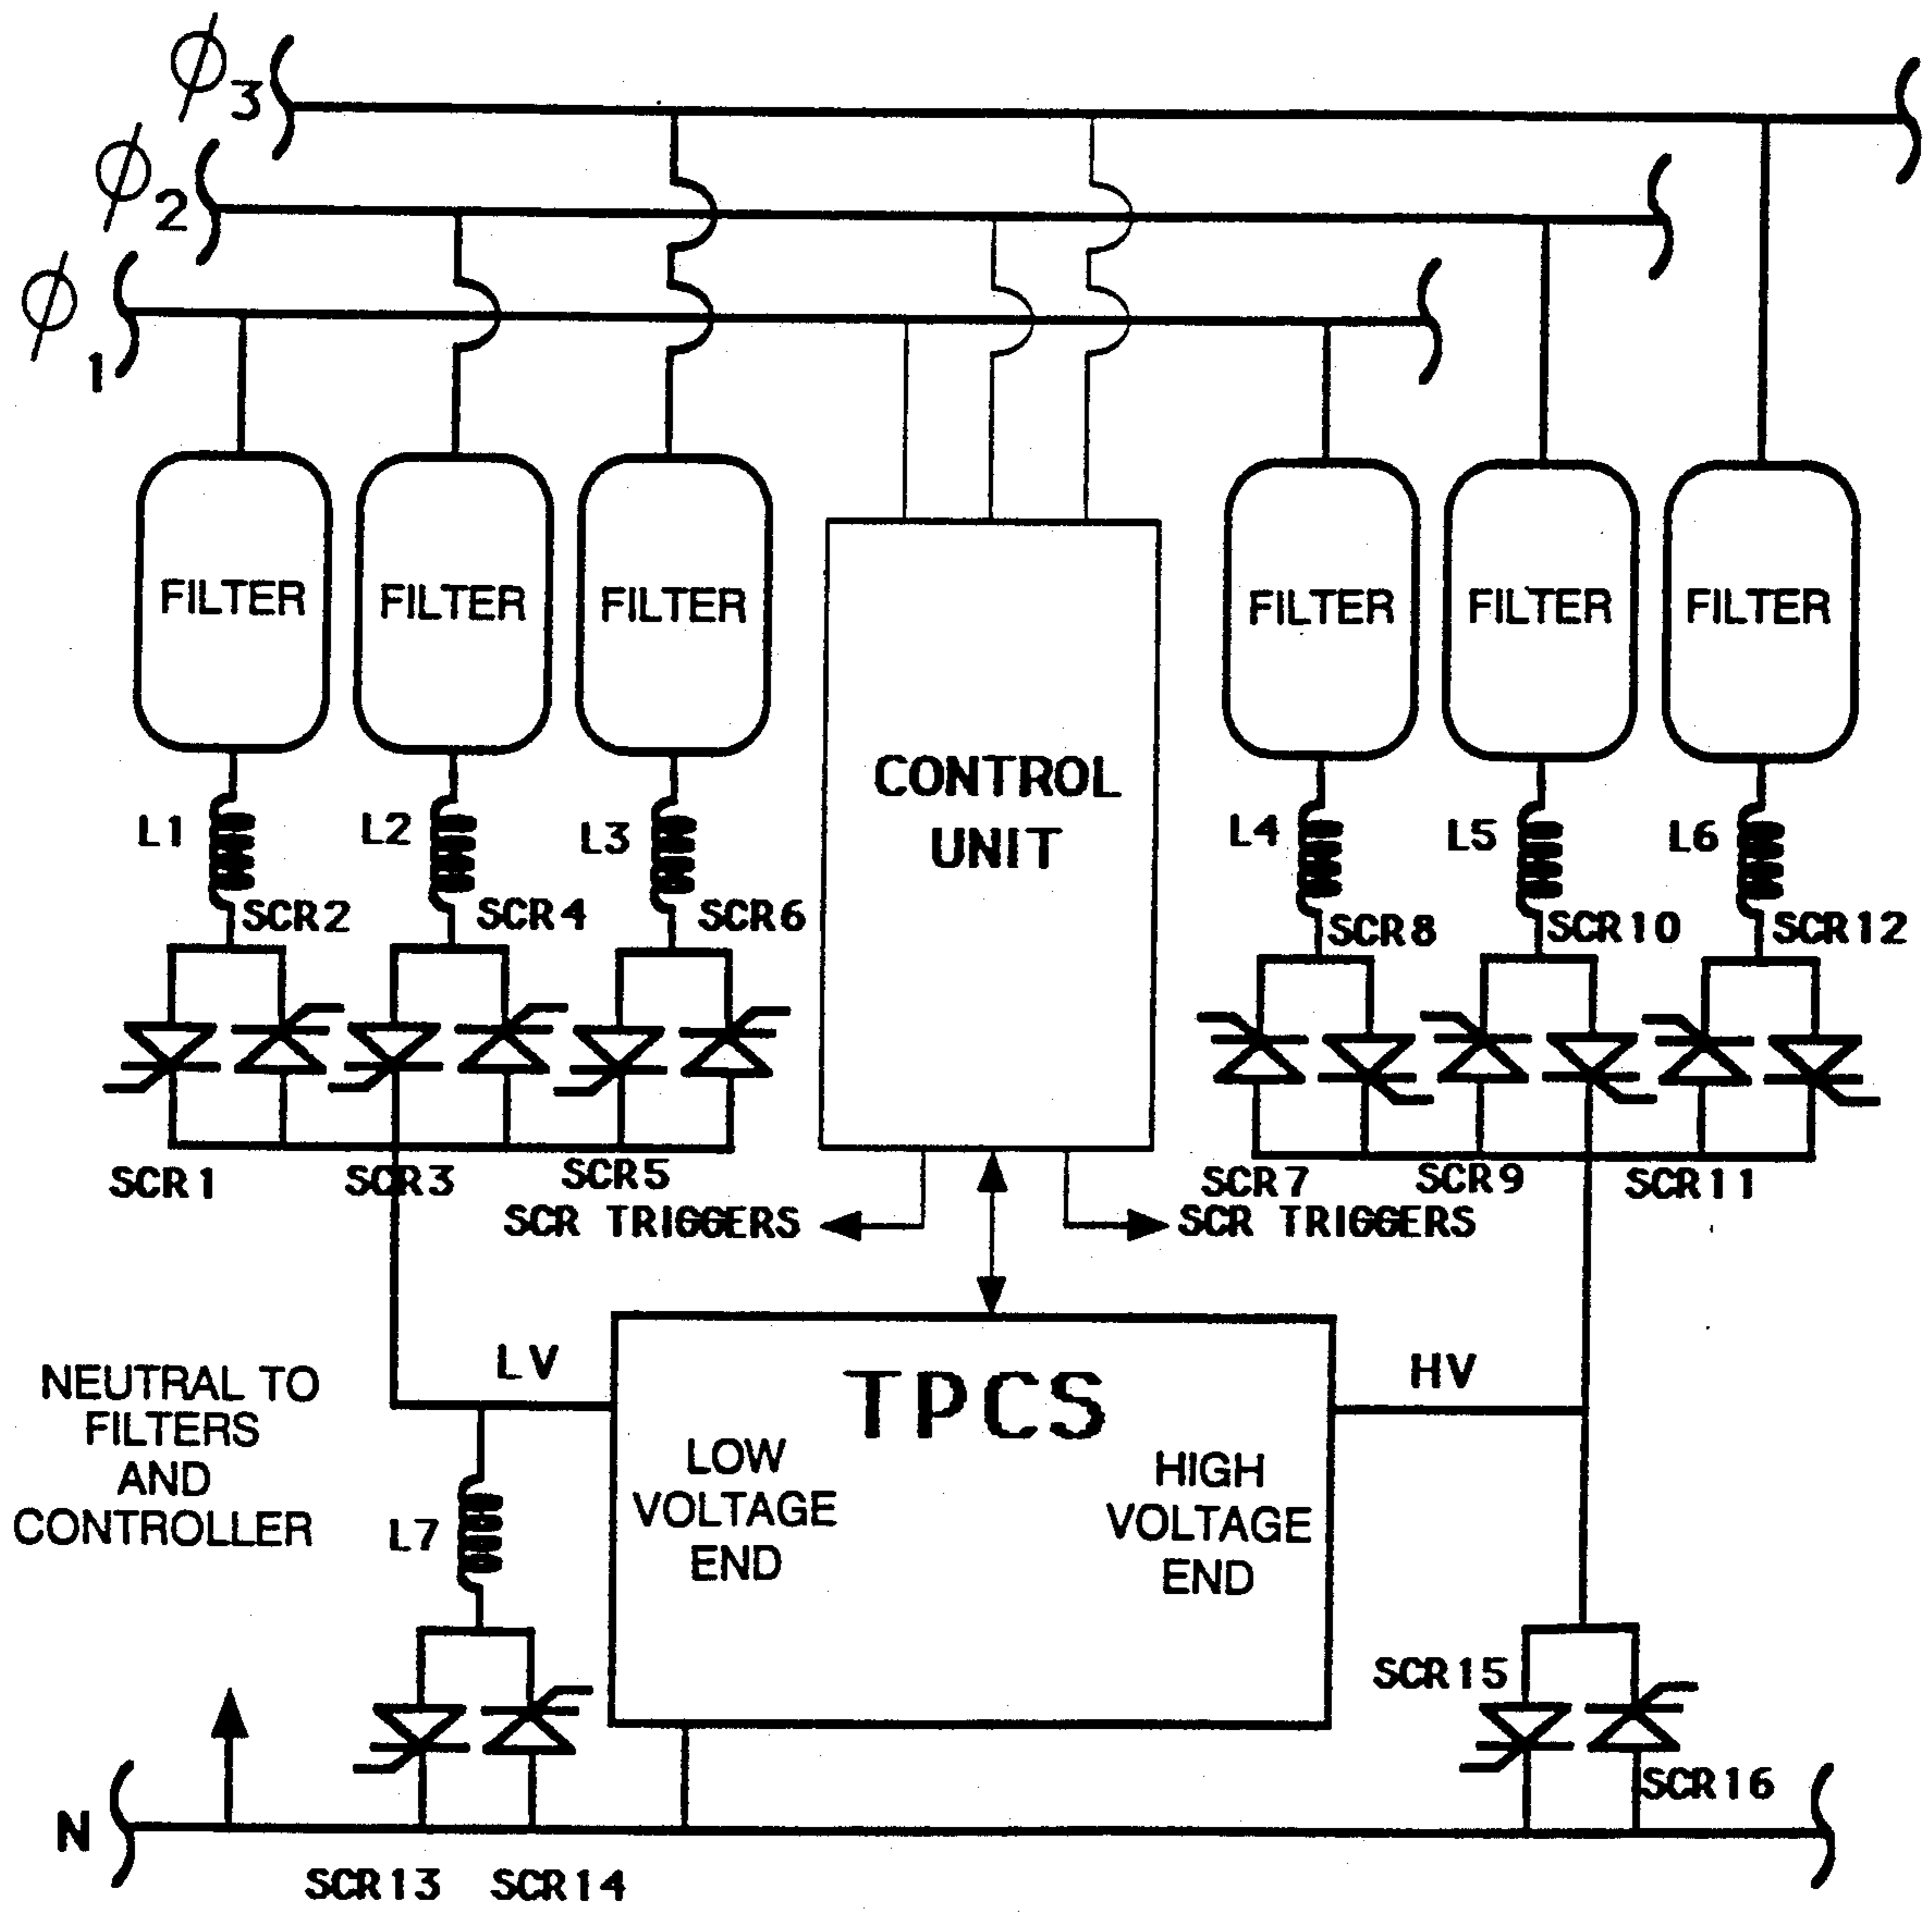 ϕ3
ϕ2
ϕ1
FILTER FILTER FILTER FILTER FILTER FILTER
CONTROL
UNIT
L1 L2 L3 L4 L5 L6
SCR2 SCR4 SCR6 SCR8 SCR10 SCR12
SCR1 SCR3 SCR5 SCR7 SCR9 SCR11
SCR TRIGGERS SCR TRIGGERS
LV TPCS HV
NEUTRAL TO
FILTERS
AND
CONTROLLER
LOW
VOLTAGE
END
HIGH
VOLTAGE
END
L7
SCR15
SCR16
N
SCR13 SCR14